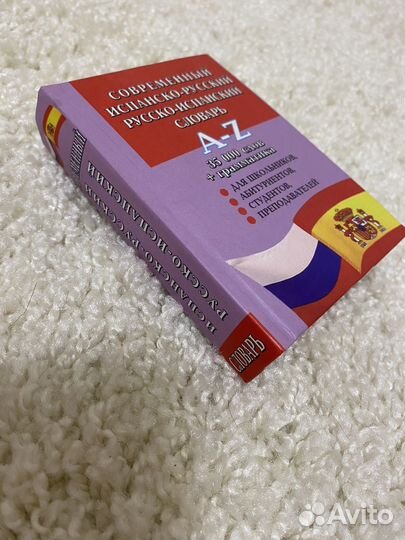 СОВРЕМЕННЫЙ
ИСПАНСКО-РУССКИЙ
РУССКО-ИСПАНСКИЙ
СЛОВАРЬ
A-Z
35 000 слов
+ грамматика
ДЛЯ ШКОЛЬНИКОВ,
АБИТУРИЕНТОВ,
СТУДЕНТОВ,
ПРЕПОДАВАТЕЛЕЙ
ИСПАНСКО-РУССКИЙ
РУССКО-ИСПАНСКИЙ
СЛОВАРЬ
Avito